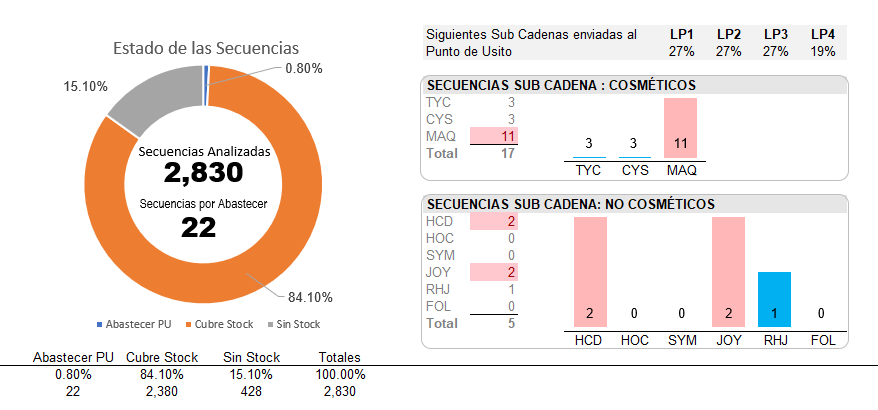 Estado de las Secuencias
0.80%
15.10%
Secuencias Analizadas
2,830
Secuencias por Abastecer
22
84.10%
Abastecer PU Cubre Stock Sin Stock
Abastecer PU Cubre Stock Sin Stock Totales
0.80% 84.10% 15.10% 100.00%
22 2,380 428 2,830
Siguientes Sub Cadenas enviadas al LP1 LP2 LP3 LP4
Punto de Usito 27% 27% 27% 19%
SECUENCIAS SUB CADENA : COSMÉTICOS
TYC 3
CYS 3
MAQ 11
Total 17
3 3 11
TYC CYS MAQ
SECUENCIAS SUB CADENA: NO COSMÉTICOS
HCD 2
HOC 0
SYM 0
JOY 2
RHJ 1
FOL 0
Total 5
2 0 0 2 1 0
HCD HOC SYM JOY RHJ FOL